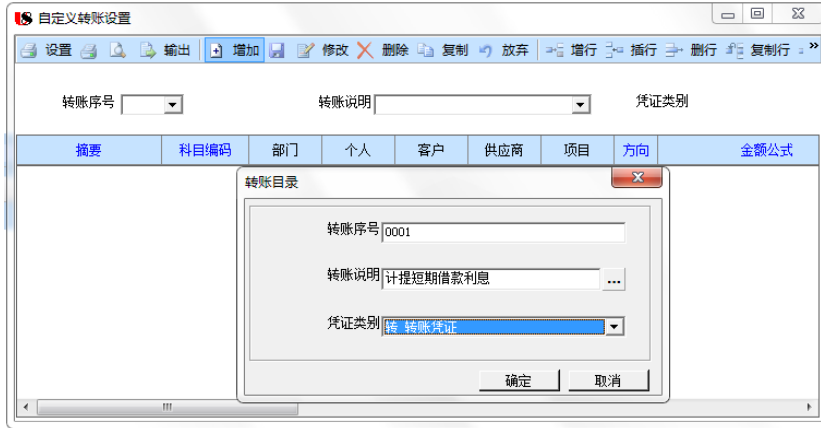 自定义转账设置
设置 输出 增加 修改 删除 复制 放弃 增行 插行 删行 复制行 »
转账序号 转账说明 凭证类别
摘要 科目编码 部门 个人 客户 供应商 项目 方向 金额公式
转账目录
转账序号 0001
转账说明 计提短期借款利息 ...
凭证类别 转 转账凭证
确定 取消